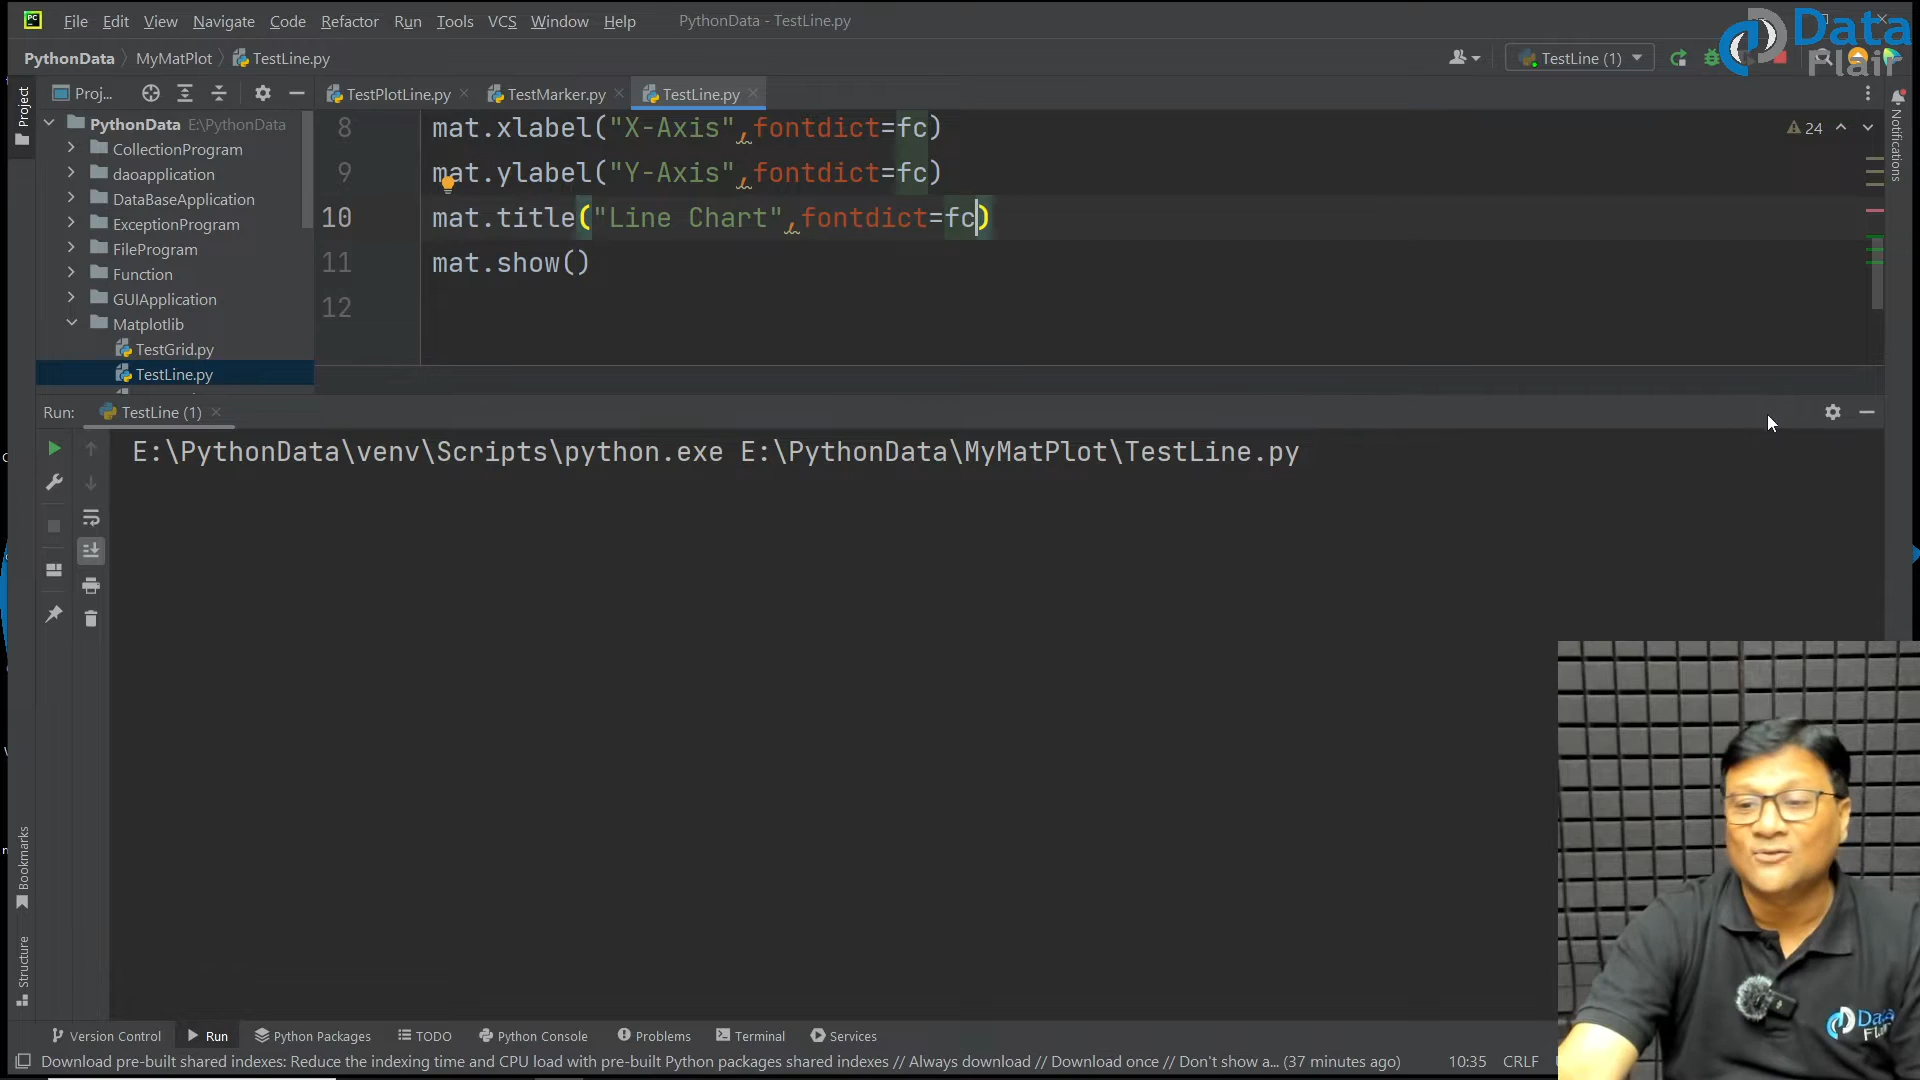 File Edit View Navigate Code Refactor Run Tools VCS Window Help PythonData - TestLine.py
Data Flair
PythonData MyMatPlot TestLine.py
TestLine (1)
Proj...
TestPlotLine.py TestMarker.py TestLine.py
Project
Notifications
PythonData E:\PythonData
CollectionProgram
daoapplication
DataBaseApplication
ExceptionProgram
FileProgram
Function
GUIApplication
Matplotlib
TestGrid.py
TestLine.py
8 mat.xlabel("X-Axis",fontdict=fc)
9 mat.ylabel("Y-Axis",fontdict=fc)
10 mat.title("Line Chart",fontdict=fc)
11 mat.show()
12
24
Run: TestLine (1)
E:\PythonData\venv\Scripts\python.exe E:\PythonData\MyMatPlot\TestLine.py
Bookmarks
Structure
Data
Flair
Version Control Run Python Packages TODO Python Console Problems Terminal Services
Download pre-built shared indexes: Reduce the indexing time and CPU load with pre-built Python packages shared indexes // Always download // Download once // Don't show a... (37 minutes ago) 10:35 CRLF